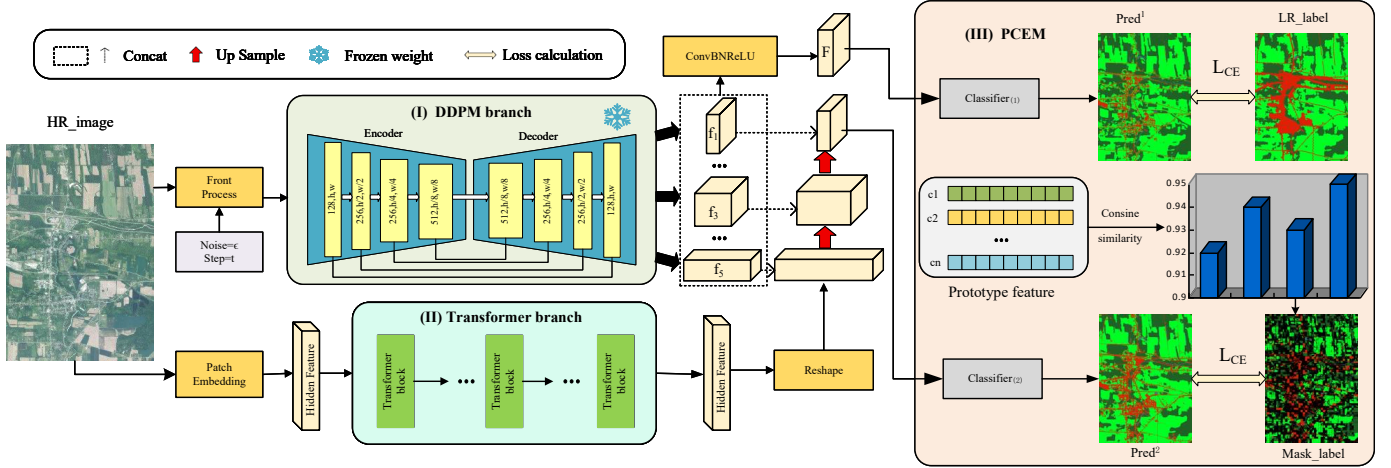 Concat
Up Sample
Frozen weight
Loss calculation
HR_image
Front
Process
Noise=ϵ
Step=t
(I) DDPM branch
Encoder
Decoder
128,h,w
256,h/2,w/2
256,h/4,w/4
512,h/8,w/8
512,h/8,w/8
256,h/4,w/4
256,h/2,w/2
128,h,w
Patch
Embedding
Hidden Feature
(II) Transformer branch
Transformer
block
Transformer
block
Transformer
block
Hidden Feature
Reshape
ConvBNReLU
F
f1
f3
f5
(III) PCEM
Classifier(1)
Pred1
LCE
LR_label
c1
c2
cn
Prototype feature
Consine
similarity
0.95
0.94
0.93
0.92
0.91
0.9
Classifier(2)
Pred2
LCE
Mask_label